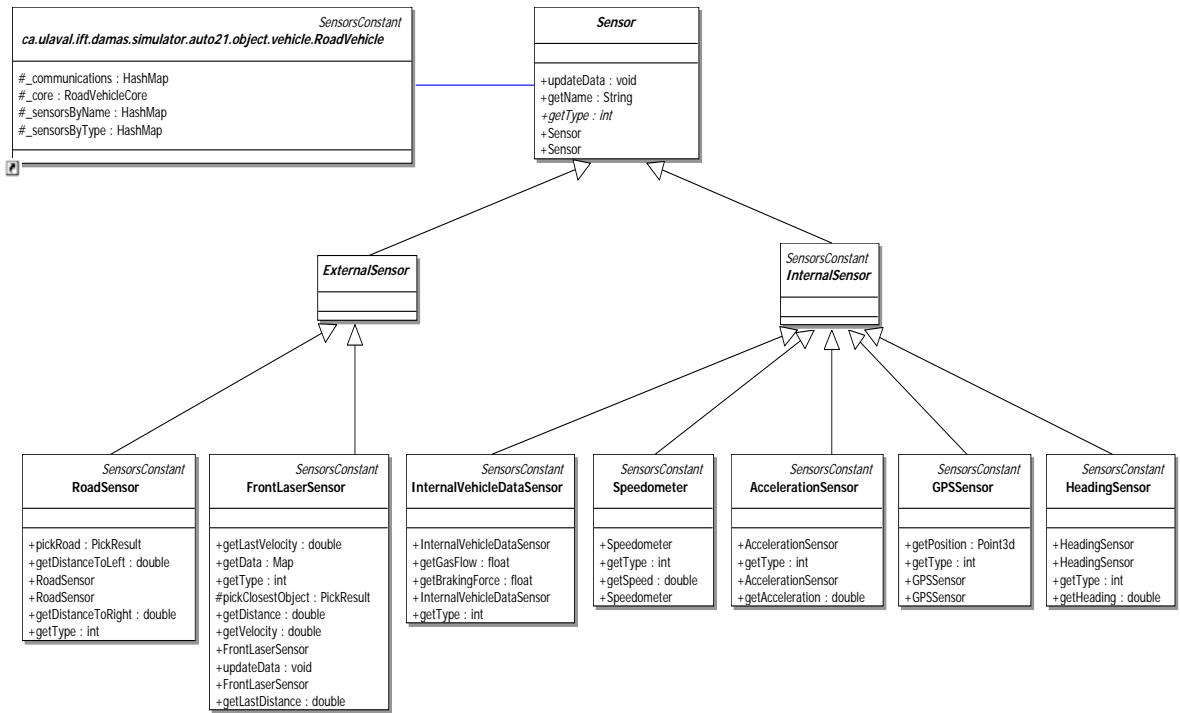 SensorsConstant
ca.ulaval.ift.damas.simulator.auto21.object.vehicle.RoadVehicle
#_communications : HashMap
#_core : RoadVehicleCore
#_sensorsByName : HashMap
#_sensorsByType : HashMap
Sensor
+updateData : void
+getName : String
+getType : int
+Sensor
+Sensor
ExternalSensor
SensorsConstant
InternalSensor
SensorsConstant
RoadSensor
+pickRoad : PickResult
+getDistanceToLeft : double
+RoadSensor
+RoadSensor
+getDistanceToRight : double
+getType : int
SensorsConstant
FrontLaserSensor
+getLastVelocity : double
+getData : Map
+getType : int
#pickClosestObject : PickResult
+getDistance : double
+getVelocity : double
+FrontLaserSensor
+updateData : void
+FrontLaserSensor
+getLastDistance : double
SensorsConstant
InternalVehicleDataSensor
+InternalVehicleDataSensor
+getGasFlow : float
+getBrakingForce : float
+InternalVehicleDataSensor
+getType : int
SensorsConstant
Speedometer
+Speedometer
+getType : int
+getSpeed : double
+Speedometer
SensorsConstant
AccelerationSensor
+AccelerationSensor
+getType : int
+AccelerationSensor
+getAcceleration : double
SensorsConstant
GPSSensor
+getPosition : Point3d
+getType : int
+GPSSensor
+GPSSensor
SensorsConstant
HeadingSensor
+HeadingSensor
+HeadingSensor
+getType : int
+getHeading : double